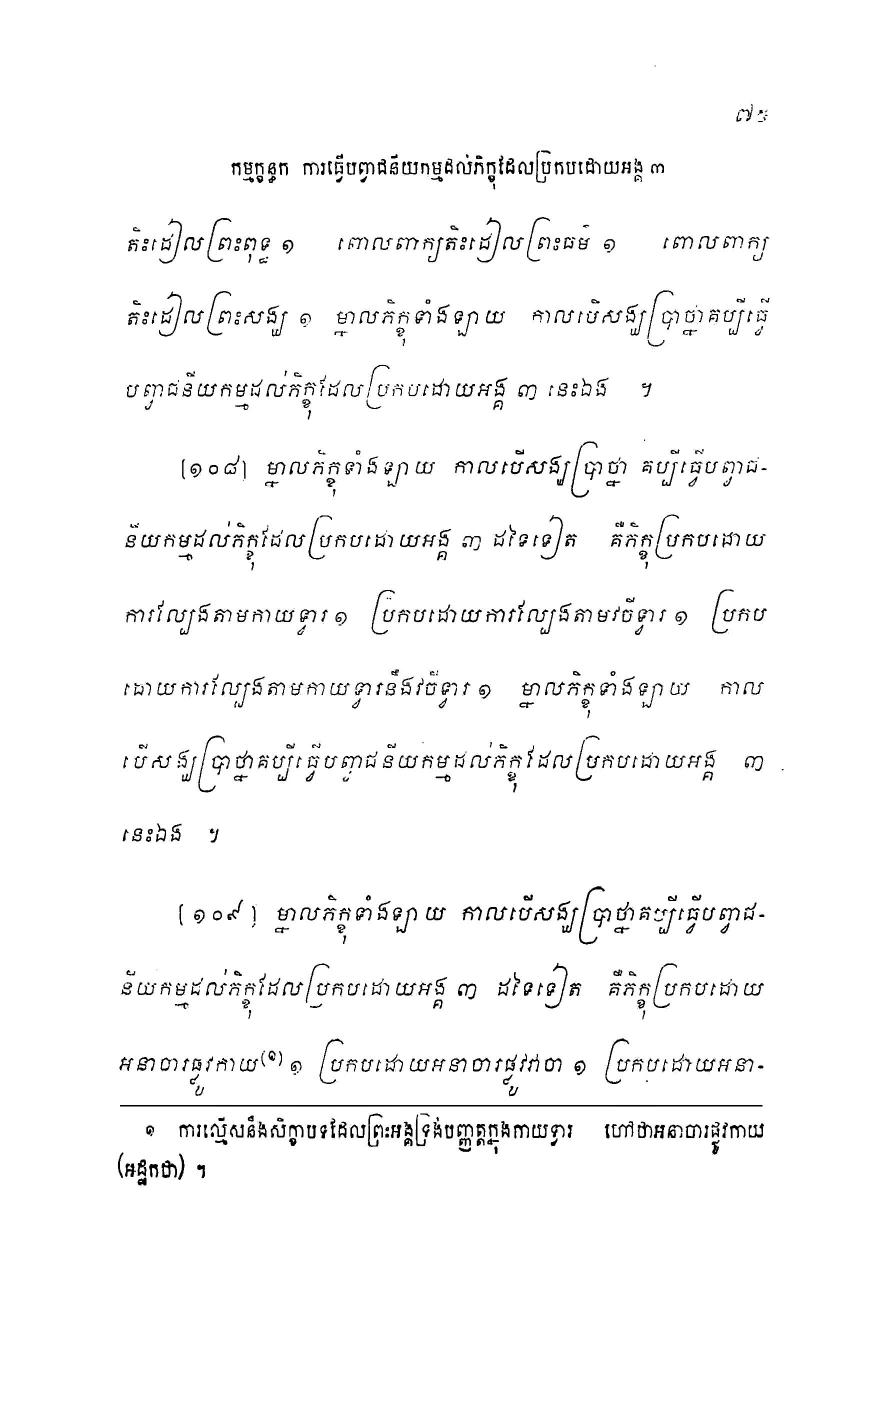 ៧៥
កម្មក្ខន្ធក ការធ្វើបព្វាជនីយកម្មដល់ភិក្ខុដែលប្រកបដោយអង្គ ៣
តិះដៀលព្រះពុទ្ធ ១ ពោលពាក្យតិះដៀលព្រះធម៌ ១ ពោលពាក្យ
តិះដៀលព្រះសង្ឃ ១ ម្នាលភិក្ខុទាំងឡាយ កាលបើសង្ឃប្រាថ្នាគប្បីធ្វើ
បព្វាជនីយកម្មដល់ភិក្ខុដែលប្រកបដោយអង្គ ៣ នេះឯង ។
[១០៨] ម្នាលភិក្ខុទាំងឡាយ កាលបើសង្ឃប្រាថ្នា គប្បីធ្វើបព្វាជ-
នីយកម្មដល់ភិក្ខុដែលប្រកបដោយអង្គ ៣ ដទៃទៀត គឺភិក្ខុប្រកបដោយ
ការល្បែងតាមកាយទ្វារ ១ ប្រកបដោយការល្បែងតាមវចីទ្វារ ១ ប្រកប
ដោយការល្បែងតាមកាយទ្វារនឹងវចីទ្វារ ១ ម្នាលភិក្ខុទាំងឡាយ កាល
បើសង្ឃប្រាថ្នាគប្បីធ្វើបព្វាជនីយកម្មដល់ភិក្ខុដែលប្រកបដោយអង្គ ៣
នេះឯង ។
[១០៩] ម្នាលភិក្ខុទាំងឡាយ កាលបើសង្ឃប្រាថ្នាគប្បីធ្វើបព្វាជ-
នីយកម្មដល់ភិក្ខុដែលប្រកបដោយអង្គ ៣ ដទៃទៀត គឺភិក្ខុប្រកបដោយ
អនាចារផ្លូវកាយ(១) ១ ប្រកបដោយអនាចារផ្លូវវាចា ១ ប្រកបដោយអនា-
១ ការល្មើសនឹងសិក្ខាបទដែលព្រះអង្គទ្រង់បញ្ញត្តក្នុងកាយទ្វារ ហៅថាអនាចារផ្លូវកាយ
(អដ្ឋកថា) ។